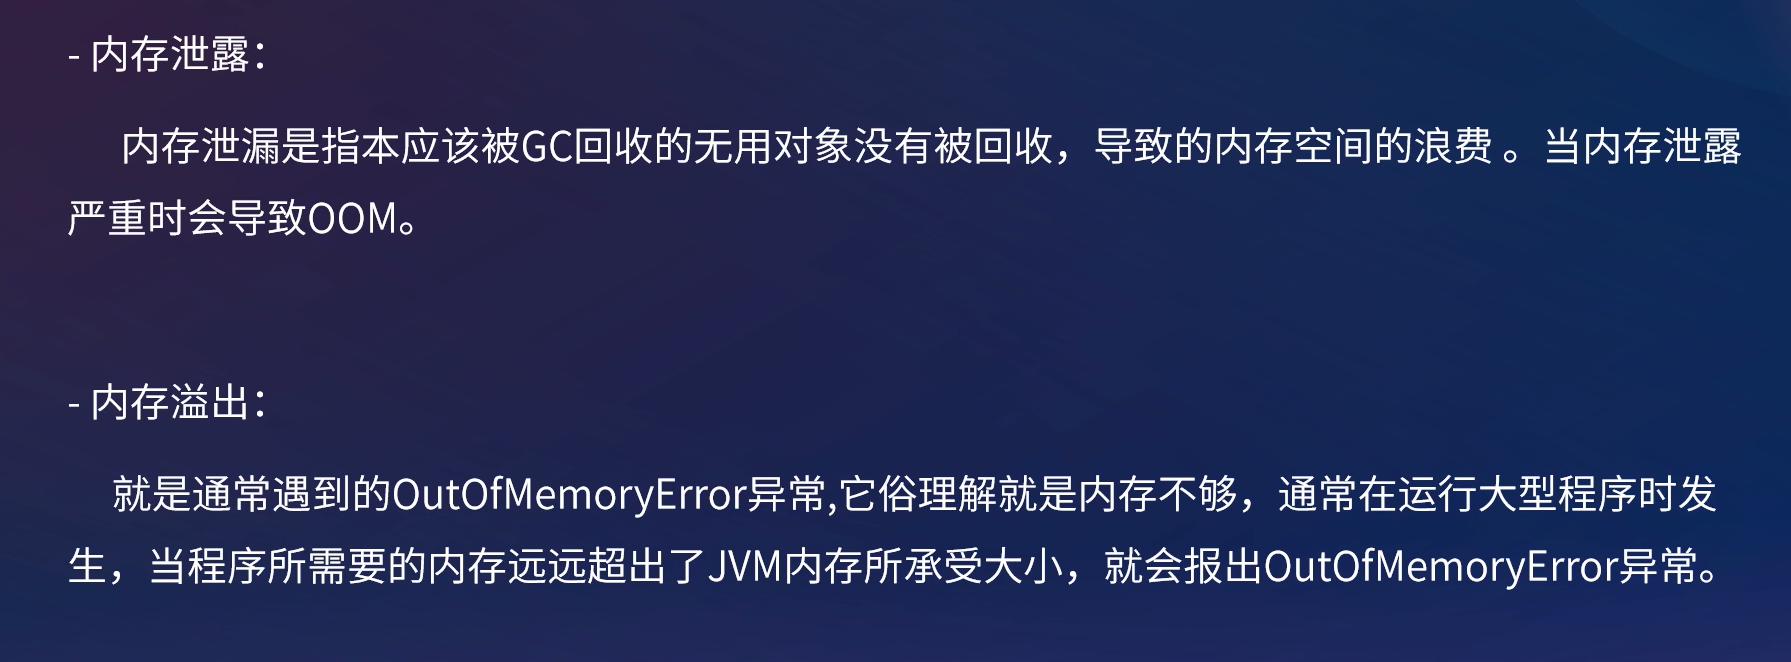 - 内存泄露：
内存泄漏是指本应该被GC回收的无用对象没有被回收，导致的内存空间的浪费 。当内存泄露
严重时会导致OOM。
- 内存溢出：
就是通常遇到的OutOfMemoryError异常,它俗理解就是内存不够，通常在运行大型程序时发
生，当程序所需要的内存远远超出了JVM内存所承受大小，就会报出OutOfMemoryError异常。